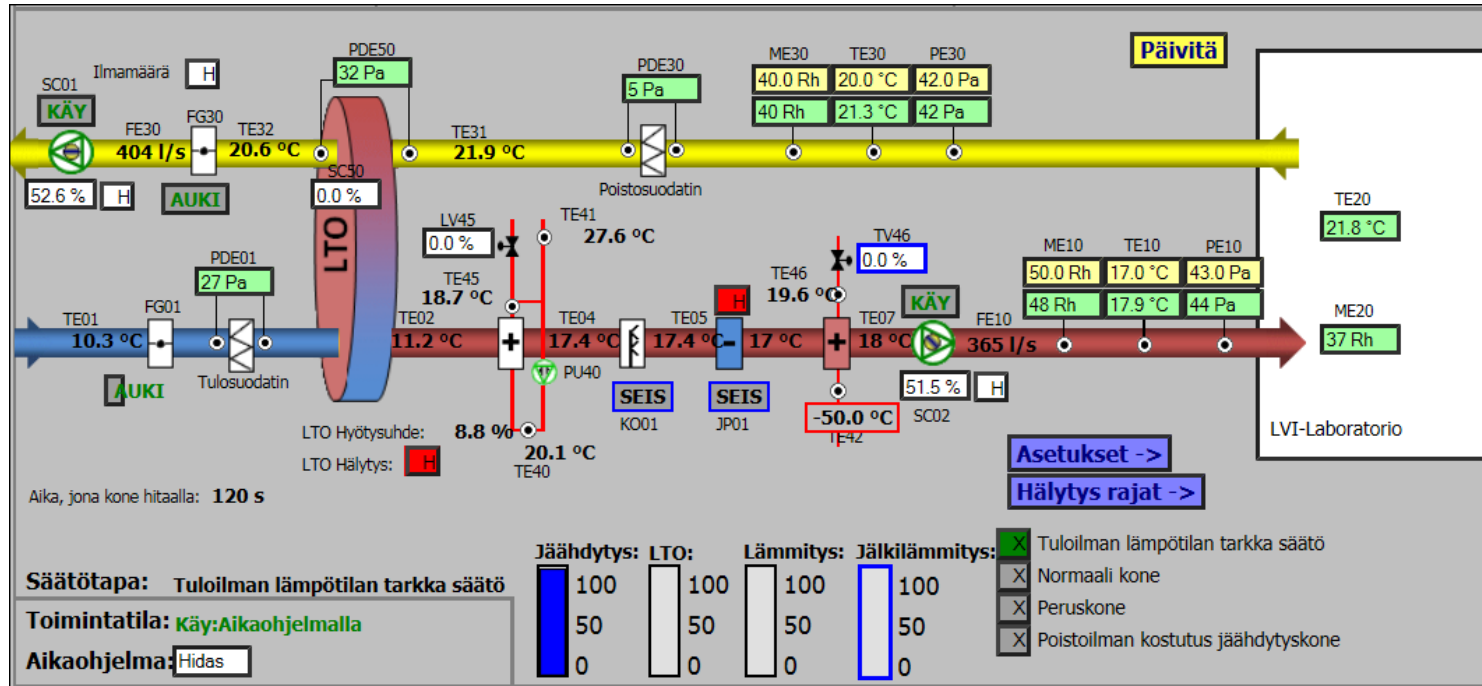 PDE50
32 Pa
Ilmamäärä H
SC01
KÄY
PDE30
5 Pa
ME30 TE30 PE30
40.0 Rh 20.0 °C 42.0 Pa
40 Rh 21.3 °C 42 Pa
Päivitä
FE30 FG30 TE32
404 l/s 20.6 °C
TE31
21.9 °C
52.6 % H
AUKI
SC50
0.0 %
Poistosuodatin
LTO
LV45
0.0 %
TE41
27.6 °C
TV46
0.0 %
TE20
21.8 °C
PDE01
27 Pa
TE45
18.7 °C
TE46
19.6 °C
H
KÄY
ME10 TE10 PE10
50.0 Rh 17.0 °C 43.0 Pa
48 Rh 17.9 °C 44 Pa
ME20
37 Rh
TE01 FG01
10.3 °C
TE02
11.2 °C
+
TE04
17.4 °C
TE05
17.4 °C
-
17 °C
+
TE07
18 °C
FE10
365 l/s
Tulosuodatin
AUKI
PU40
SEIS
KO01
SEIS
JP01
-50.0 °C
TE42
51.5 % H
SC02
LVI-Laboratorio
LTO Hyötysuhde: 8.8 %
LTO Hälytys: H
20.1 °C
TE40
Asetukset ->
Hälytys rajat ->
Aika, jona kone hitaalla: 120 s
Säätötapa: Tuloilman lämpötilan tarkka säätö
Toimintatila: Käy:Aikaohjelmalla
Aikaohjelma: Hidas
Jäähdytys: LTO: Lämmitys: Jälkilämmitys:
100 100 100 100
50 50 50 50
0 0 0 0
X Tuloilman lämpötilan tarkka säätö
X Normaali kone
X Peruskone
X Poistoilman kostutus jäähdytyskone